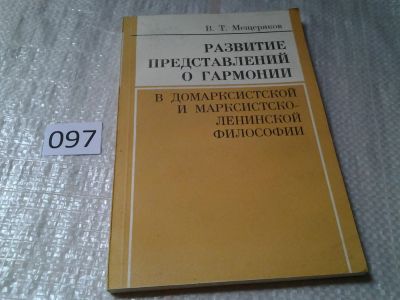 В. Т. Мещеряков
РАЗВИТИЕ
ПРЕДСТАВЛЕНИЙ
О ГАРМОНИИ
В ДОМАРКСИСТСКОЙ
И МАРКСИСТСКО-
ЛЕНИНСКОЙ
ФИЛОСОФИИ
097